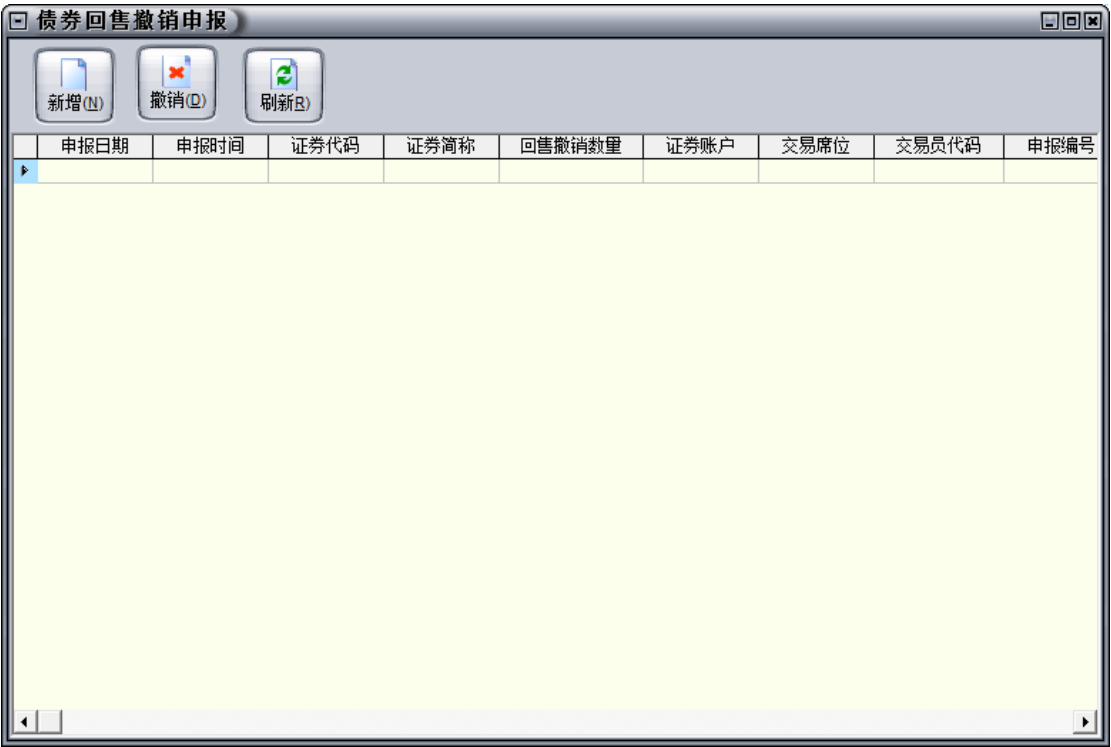 债券回售撤销申报
新增(N) 撤销(D) 刷新R)
申报日期 申报时间 证券代码 证券简称 回售撤销数量 证券账户 交易席位 交易员代码 申报编号